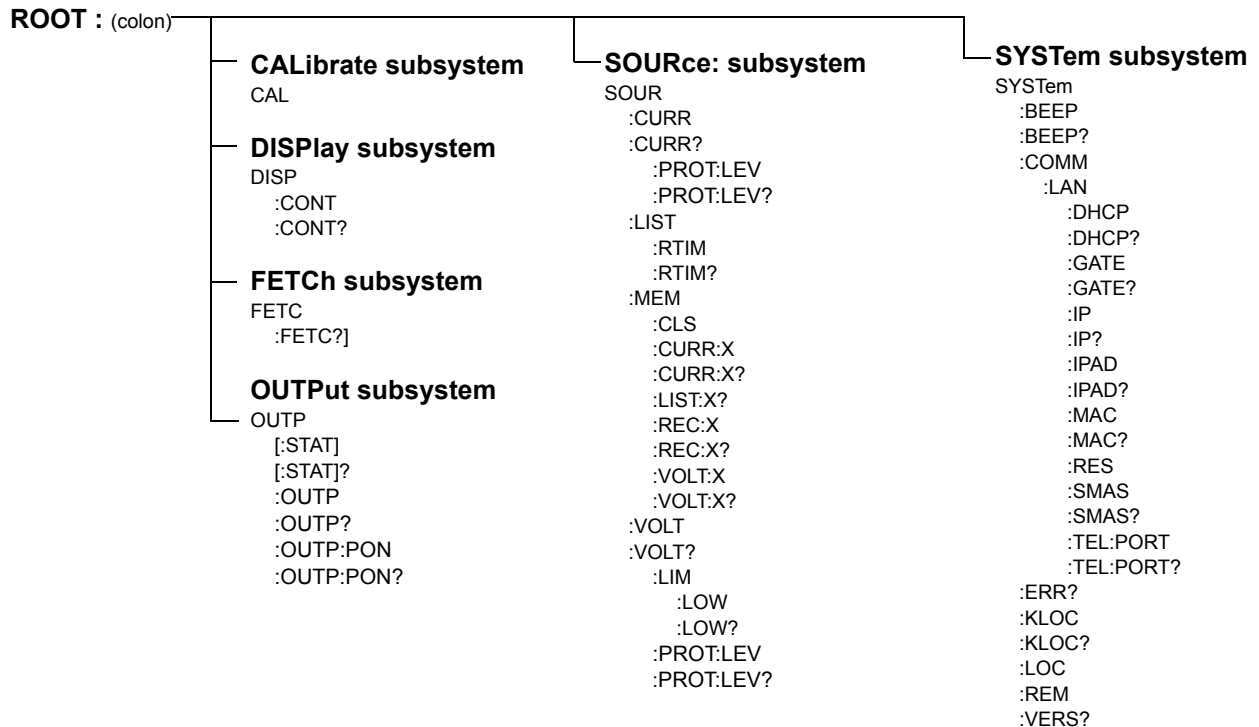 ROOT : (colon)
CALibrate subsystem
CAL
DISPlay subsystem
DISP
:CONT
:CONT?
FETCh subsystem
FETC
:FETC?]
OUTPut subsystem
OUTP
[:STAT]
[:STAT]?
:OUTP
:OUTP?
:OUTP:PON
:OUTP:PON?
SOURce: subsystem
SOUR
:CURR
:CURR?
:PROT:LEV
:PROT:LEV?
:LIST
:RTIM
:RTIM?
:MEM
:CLS
:CURR:X
:CURR:X?
:LIST:X?
:REC:X
:REC:X?
:VOLT:X
:VOLT:X?
:VOLT
:VOLT?
:LIM
:LOW
:LOW?
:PROT:LEV
:PROT:LEV?
SYSTem subsystem
SYSTem
:BEEP
:BEEP?
:COMM
:LAN
:DHCP
:DHCP?
:GATE
:GATE?
:IP
:IP?
:IPAD
:IPAD?
:MAC
:MAC?
:RES
:SMAS
:SMAS?
:TEL:PORT
:TEL:PORT?
:ERR?
:KLOC
:KLOC?
:LOC
:REM
:VERS?